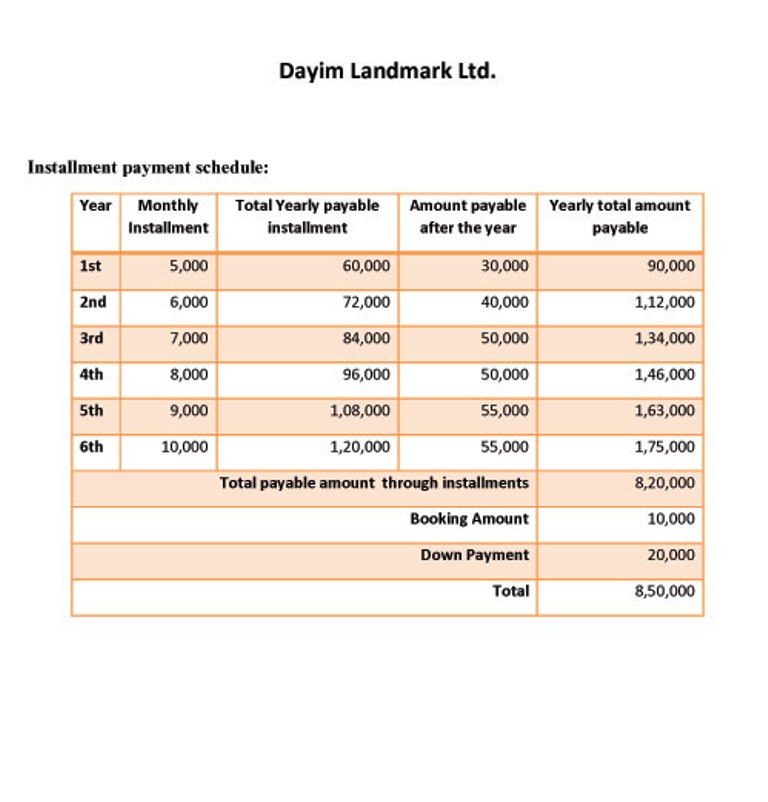 Dayim Landmark Ltd.
Installment payment schedule:
Year Monthly Installment Total Yearly payable installment Amount payable after the year Yearly total amount payable
1st 5,000 60,000 30,000 90,000
2nd 6,000 72,000 40,000 1,12,000
3rd 7,000 84,000 50,000 1,34,000
4th 8,000 96,000 50,000 1,46,000
5th 9,000 1,08,000 55,000 1,63,000
6th 10,000 1,20,000 55,000 1,75,000
Total payable amount through installments 8,20,000
Booking Amount 10,000
Down Payment 20,000
Total 8,50,000